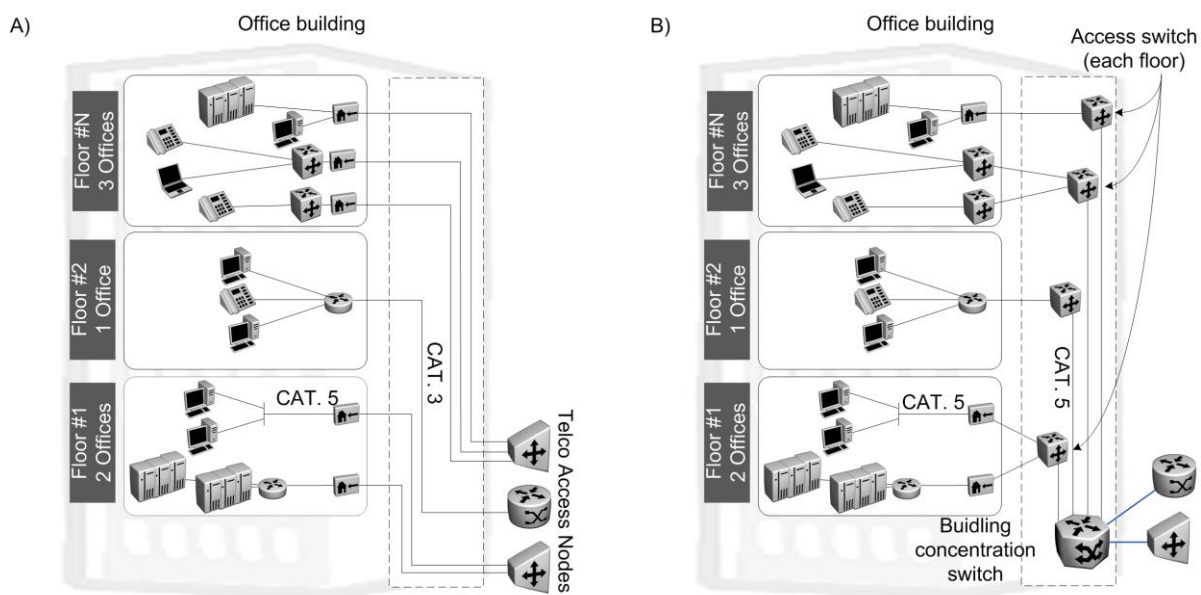 A)
Office building
Floor #N
3 Offices
Floor #2
1 Office
Floor #1
2 Offices
CAT. 5
CAT. 3
Telco Access Nodes
B)
Office building
Access switch
(each floor)
Floor #N
3 Offices
Floor #2
1 Office
Floor #1
2 Offices
CAT. 5
CAT. 5
Buidling
concentration
switch